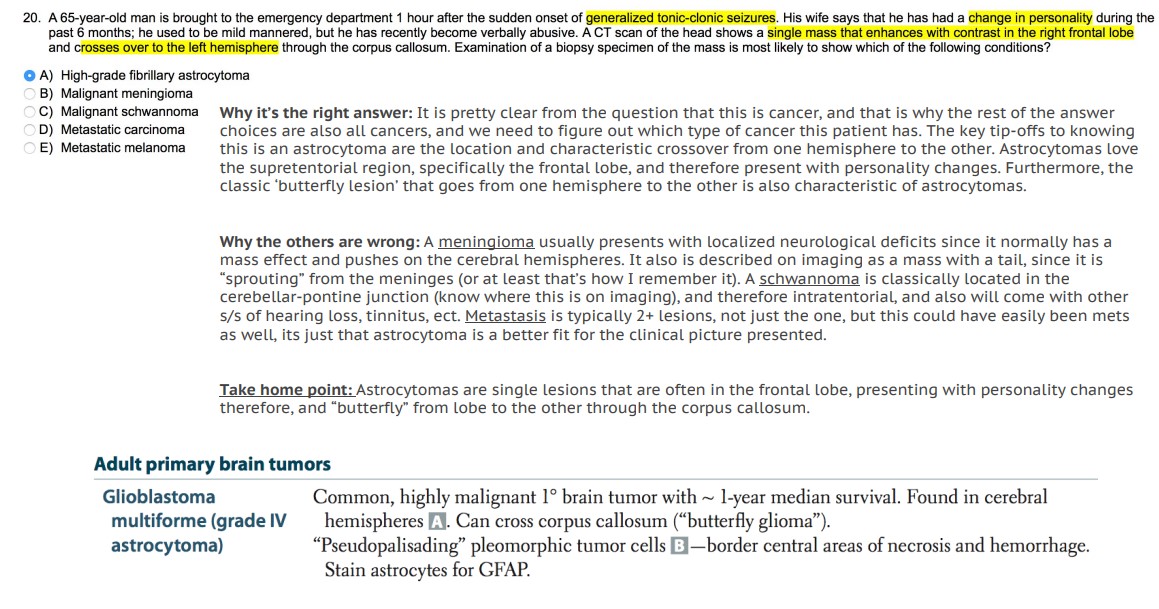 20. A 65-year-old man is brought to the emergency department 1 hour after the sudden onset of generalized tonic-clonic seizures. His wife says that he has had a change in personality during the
past 6 months; he used to be mild mannered, but he has recently become verbally abusive. A CT scan of the head shows a single mass that enhances with contrast in the right frontal lobe
and crosses over to the left hemisphere through the corpus callosum. Examination of a biopsy specimen of the mass is most likely to show which of the following conditions?
A) High-grade fibrillary astrocytoma
B) Malignant meningioma
C) Malignant schwannoma
D) Metastatic carcinoma
E) Metastatic melanoma
Why it's the right answer: It is pretty clear from the question that this is cancer, and that is why the rest of the answer
choices are also all cancers, and we need to figure out which type of cancer this patient has. The key tip-offs to knowing
this is an astrocytoma are the location and characteristic crossover from one hemisphere to the other. Astrocytomas love
the supretentorial region, specifically the frontal lobe, and therefore present with personality changes. Furthermore, the
classic 'butterfly lesion' that goes from one hemisphere to the other is also characteristic of astrocytomas.
Why the others are wrong: A meningioma usually presents with localized neurological deficits since it normally has a
mass effect and pushes on the cerebral hemispheres. It also is described on imaging as a mass with a tail, since it is
"sprouting" from the meninges (or at least that's how I remember it). A schwannoma is classically located in the
cerebellar-pontine junction (know where this is on imaging), and therefore intratentorial, and also will come with other
s/s of hearing loss, tinnitus, ect. Metastasis is typically 2+ lesions, not just the one, but this could have easily been mets
as well, its just that astrocytoma is a better fit for the clinical picture presented.
Take home point: Astrocytomas are single lesions that are often in the frontal lobe, presenting with personality changes
therefore, and "butterfly" from lobe to the other through the corpus callosum.
Adult primary brain tumors
Glioblastoma
multiforme (grade IV
astrocytoma)
Common, highly malignant 1° brain tumor with ~ 1-year median survival. Found in cerebral
hemispheres A. Can cross corpus callosum ("butterfly glioma").
"Pseudopalisading" pleomorphic tumor cells B—border central areas of necrosis and hemorrhage.
Stain astrocytes for GFAP.